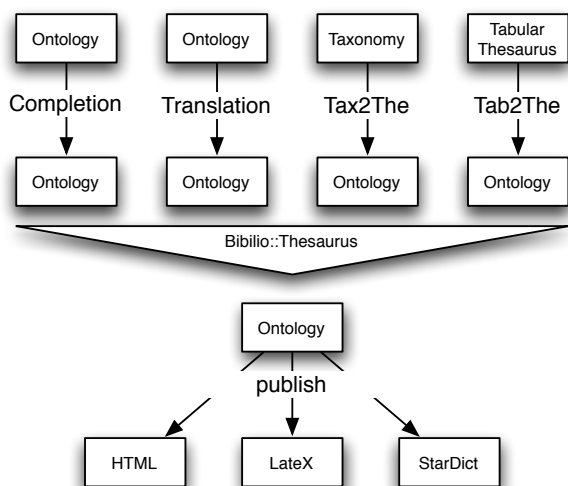 Ontology
Ontology
Taxonomy
Tabular
Thesaurus
Completion
Translation
Tax2The
Tab2The
Ontology
Ontology
Ontology
Ontology
Bibilio::Thesaurus
Ontology
publish
HTML
LateX
StarDict